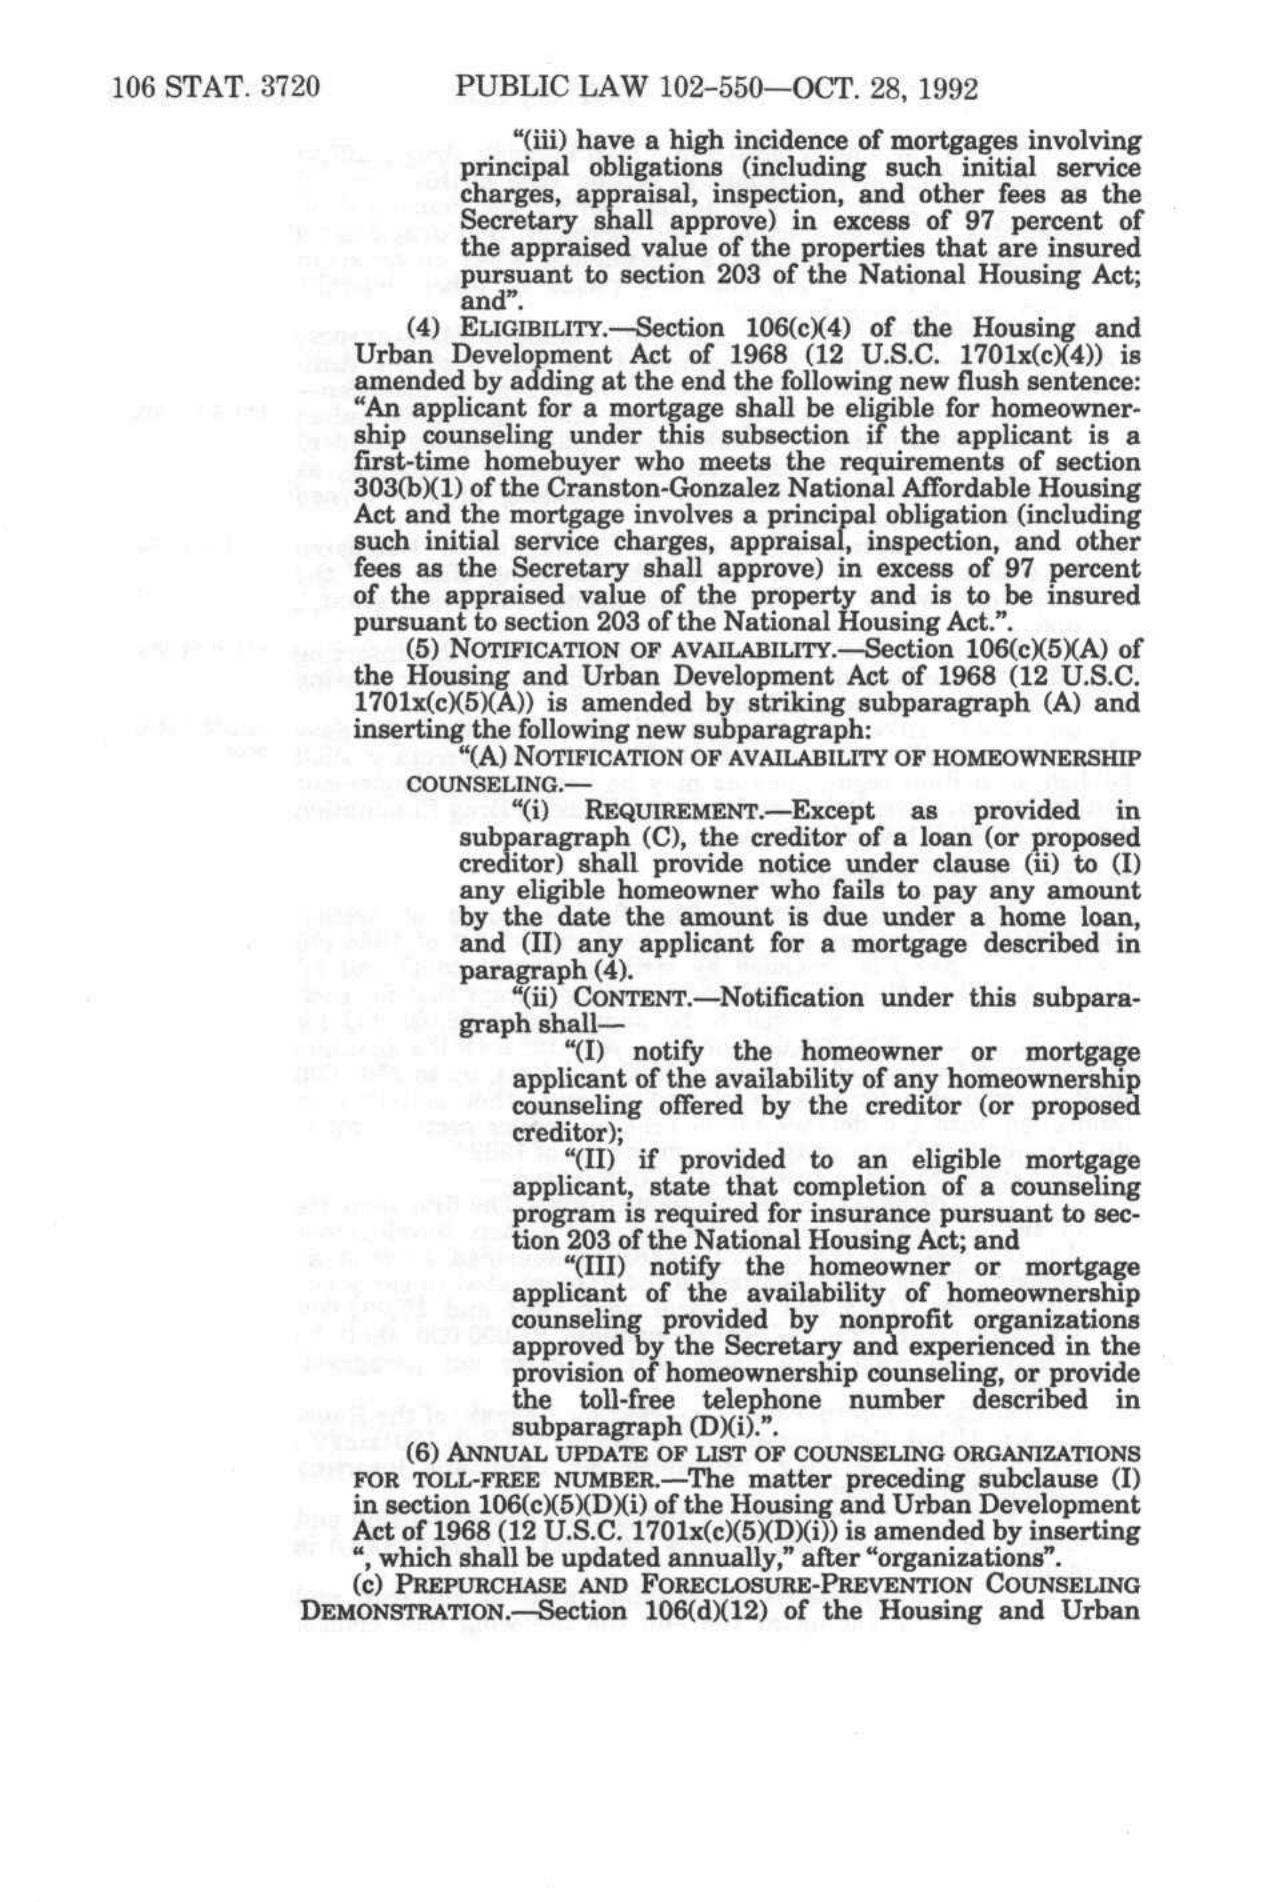 106 STAT. 3720 PUBLIC LAW 102-550—OCT. 28, 1992
“(iii) have a high incidence of mortgages involving
principal obligations (including such initial service
charges, appraisal, inspection, and other fees as the
Secretary shall approve) in excess of 97 percent of
the appraised value of the properties that are insured
pursuant to section 203 of the National Housing Act;
and”.
(4) ELIGIBILITY.—Section 106(c)(4) of the Housing and
Urban Development Act of 1968 (12 U.S.C. 1701x(c)(4)) is
amended by adding at the end the following new flush sentence:
“An applicant for a mortgage shall be eligible for homeowner-
ship counseling under this subsection if the applicant is a
first-time homebuyer who meets the requirements of section
303(b)(1) of the Cranston-Gonzalez National Affordable Housing
Act and the mortgage involves a principal obligation (including
such initial service charges, appraisal, inspection, and other
fees as the Secretary shall approve) in excess of 97 percent
of the appraised value of the property and is to be insured
pursuant to section 203 of the National Housing Act.”.
(5) NOTIFICATION OF AVAILABILITY.—Section 106(c)(5)(A) of
the Housing and Urban Development Act of 1968 (12 U.S.C.
1701x(c)(5)(A)) is amended by striking subparagraph (A) and
inserting the following new subparagraph:
“(A) NOTIFICATION OF AVAILABILITY OF HOMEOWNERSHIP
COUNSELING.—
“(i) REQUIREMENT.—Except as provided in
subparagraph (C), the creditor of a loan (or proposed
creditor) shall provide notice under clause (ii) to (I)
any eligible homeowner who fails to pay any amount
by the date the amount is due under a home loan,
and (II) any applicant for a mortgage described in
paragraph (4).
“(ii) CONTENT.—Notification under this subpara-
graph shall—
“(I) notify the homeowner or mortgage
applicant of the availability of any homeownership
counseling offered by the creditor (or proposed
creditor);
“(II) if provided to an eligible mortgage
applicant, state that completion of a counseling
program is required for insurance pursuant to sec-
tion 203 of the National Housing Act; and
“(III) notify the homeowner or mortgage
applicant of the availability of homeownership
counseling provided by nonprofit organizations
approved by the Secretary and experienced in the
provision of homeownership counseling, or provide
the toll-free telephone number described in
subparagraph (D)(i).”.
(6) ANNUAL UPDATE OF LIST OF COUNSELING ORGANIZATIONS
FOR TOLL-FREE NUMBER.—The matter preceding subclause (I)
in section 106(c)(5)(D)(i) of the Housing and Urban Development
Act of 1968 (12 U.S.C. 1701x(c)(5)(D)(i)) is amended by inserting
“, which shall be updated annually,” after “organizations”.
(c) PREPURCHASE AND FORECLOSURE-PREVENTION COUNSELING
DEMONSTRATION.—Section 106(d)(12) of the Housing and Urban